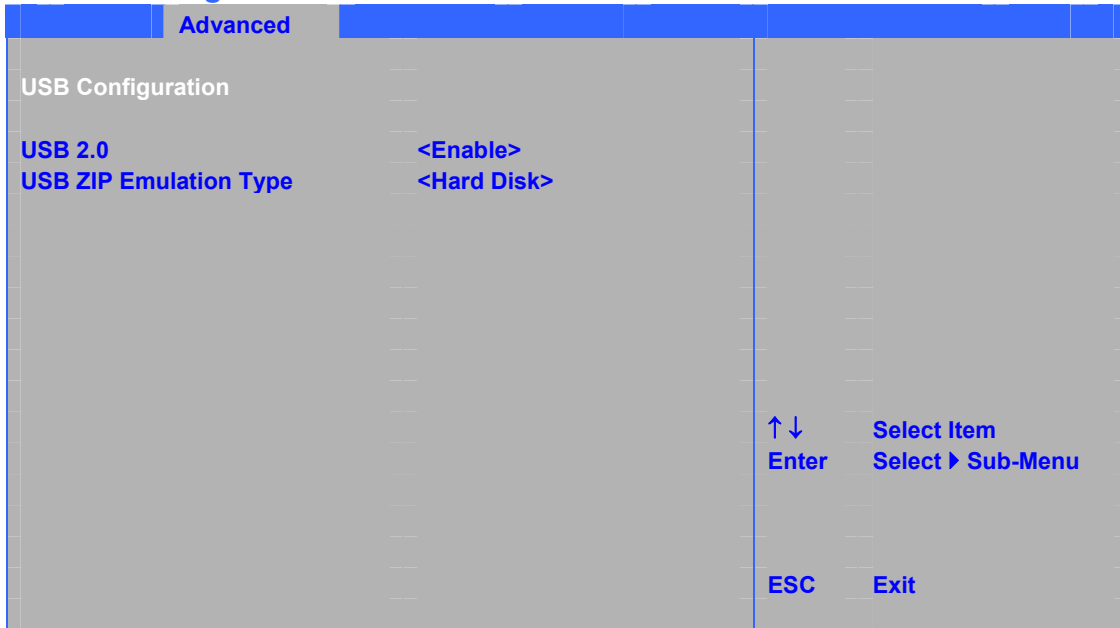 Advanced
USB Configuration
USB 2.0 <Enable>
USB ZIP Emulation Type <Hard Disk>
↑↓ Select Item
Enter Select ▶ Sub-Menu
ESC Exit